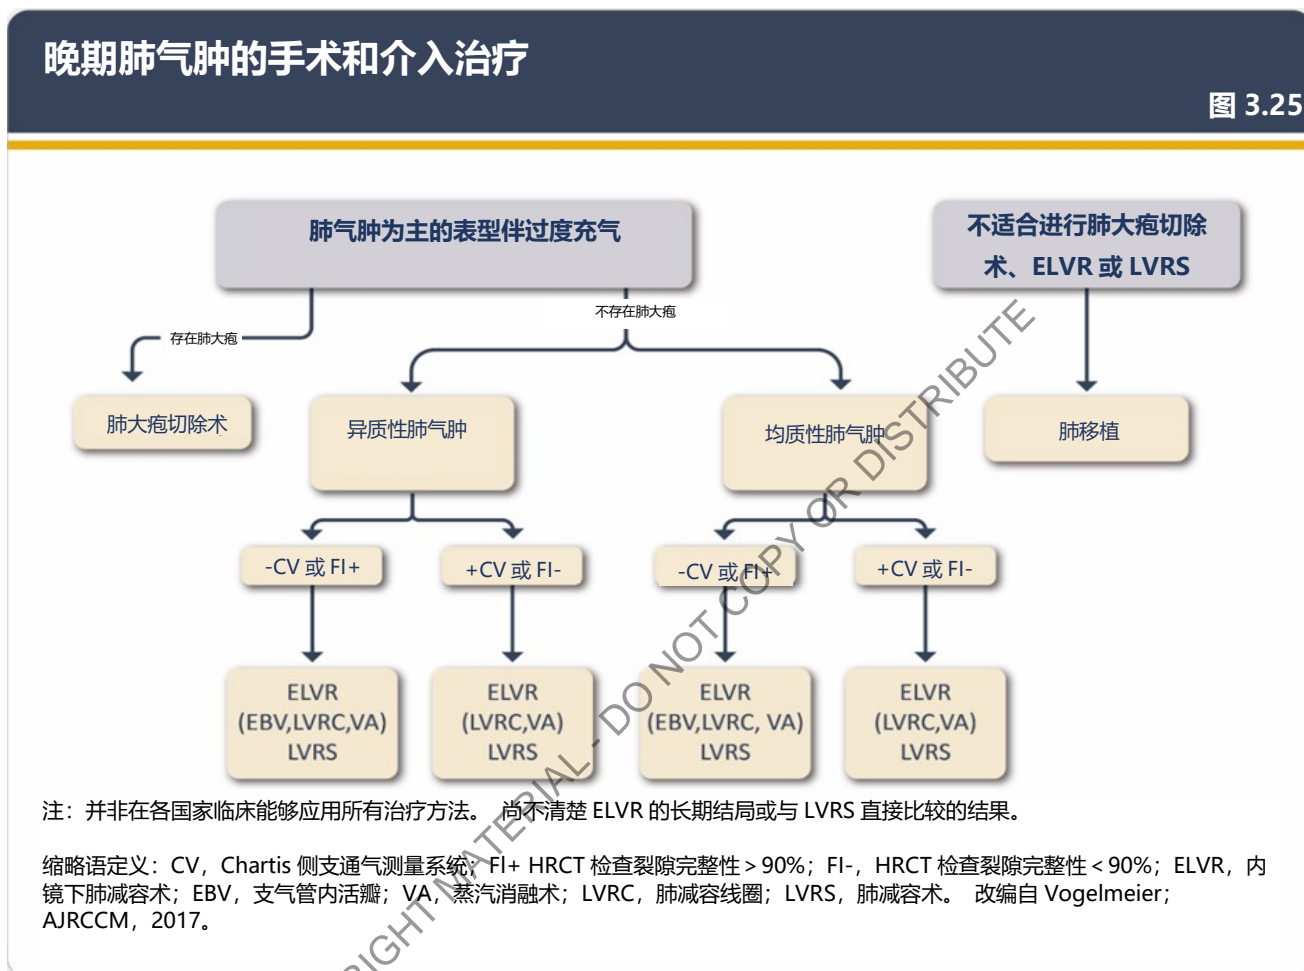 晚期肺气肿的手术和介入治疗
图 3.25
肺气肿为主的表型伴过度充气
不适合进行肺大疱切除
术、ELVR 或 LVRS
存在肺大疱
不存在肺大疱
肺大疱切除术
异质性肺气肿
均质性肺气肿
肺移植
-CV 或 FI+
+CV 或 FI-
-CV 或 FI+
+CV 或 FI-
ELVR
(EBV,LVRC,VA)
LVRS
ELVR
(LVRC,VA)
LVRS
ELVR
(EBV,LVRC, VA)
LVRS
ELVR
(LVRC,VA)
LVRS
注：并非在各国家临床能够应用所有治疗方法。 尚不清楚 ELVR 的长期结局或与 LVRS 直接比较的结果。
缩略语定义：CV，Chartis 侧支通气测量系统；FI+ HRCT 检查裂隙完整性＞90%；FI-，HRCT 检查裂隙完整性＜90%；ELVR，内
镜下肺减容术；EBV，支气管内活瓣；VA，蒸汽消融术；LVRC，肺减容线圈；LVRS，肺减容术。 改编自 Vogelmeier；
AJRCCM，2017。
RIGHT MATERIAL - DO NOT COPY OR DISTRIBUTE